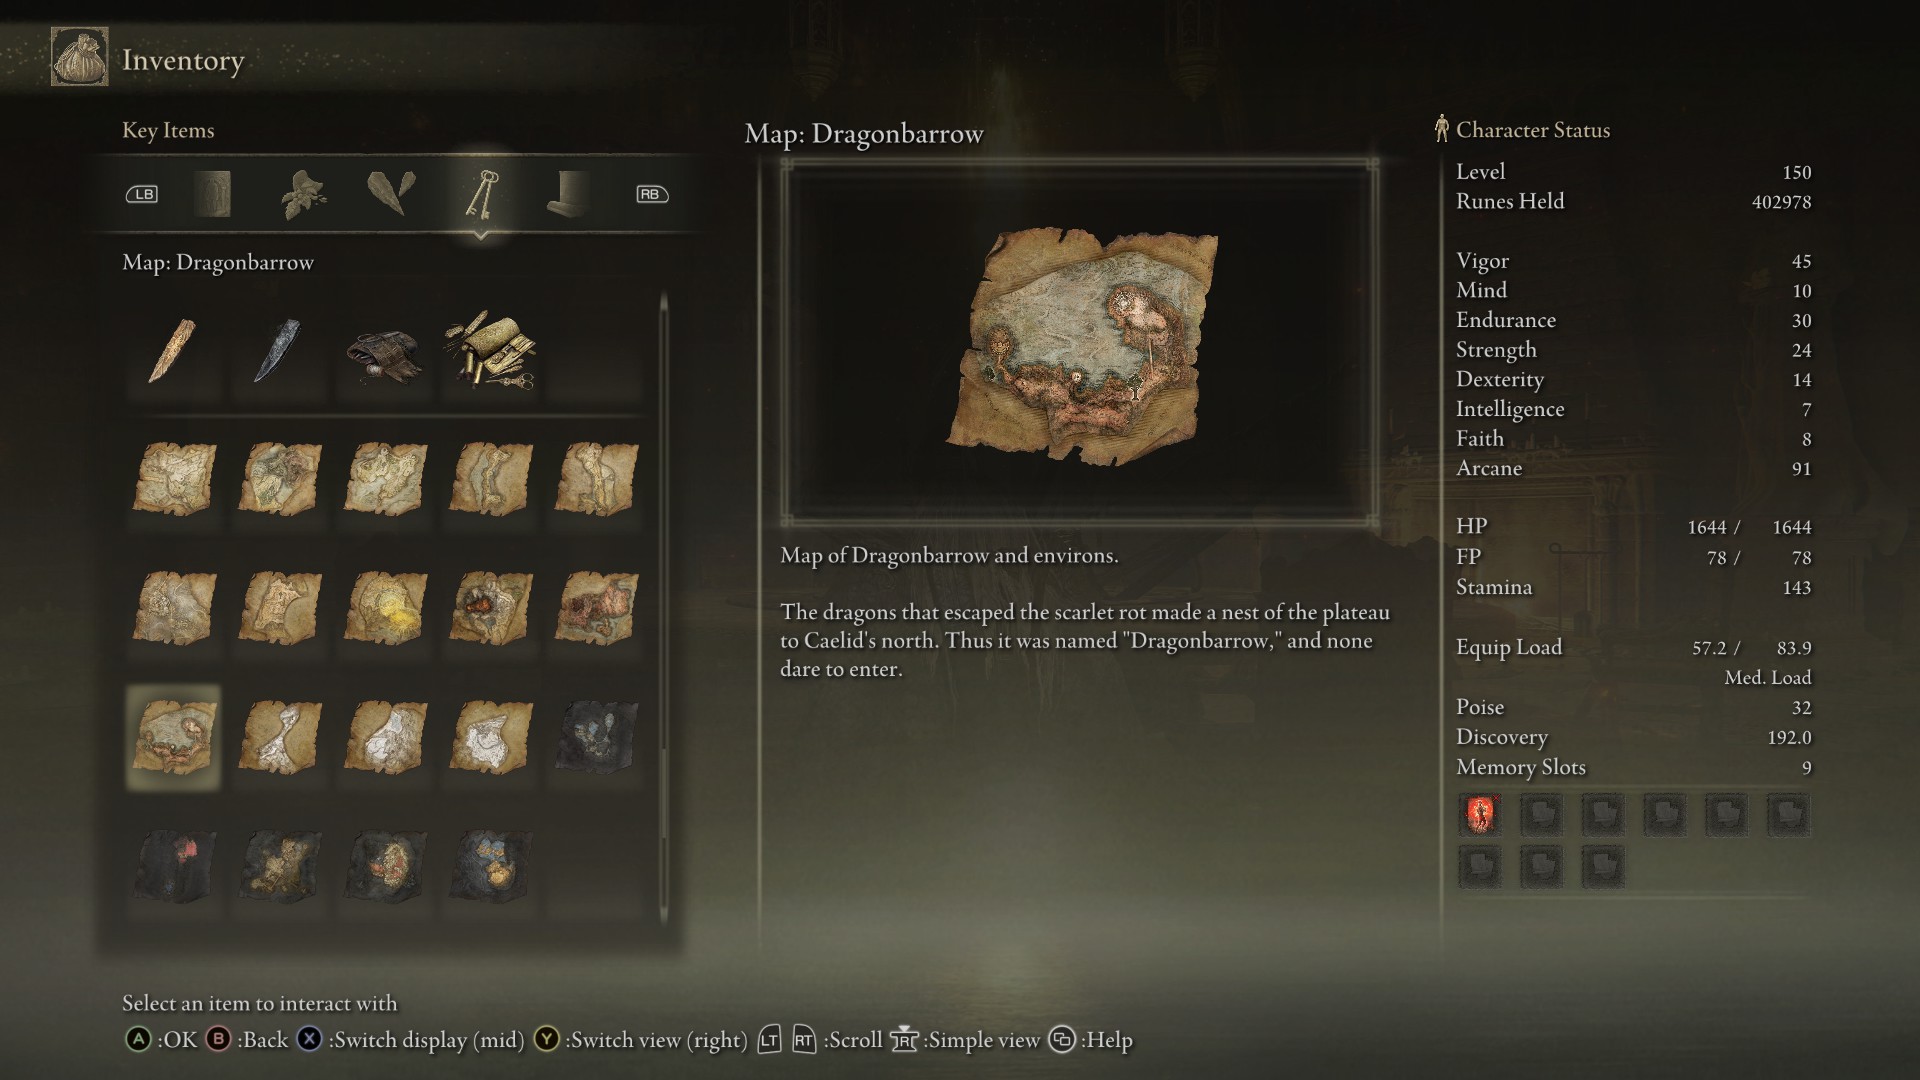 Inventory
Key Items
LB
RB
Map: Dragonbarrow
Map: Dragonbarrow
Map of Dragonbarrow and environs.
The dragons that escaped the scarlet rot made a nest of the plateau
to Caelid's north. Thus it was named "Dragonbarrow," and none
dare to enter.
Character Status
Level 150
Runes Held 402978
Vigor 45
Mind 10
Endurance 30
Strength 24
Dexterity 14
Intelligence 7
Faith 8
Arcane 91
HP 1644 / 1644
FP 78 / 78
Stamina 143
Equip Load 57.2 / 83.9
Med. Load
Poise 32
Discovery 192.0
Memory Slots 9
Select an item to interact with
A :OK B :Back X :Switch display (mid) Y :Switch view (right) LT RT :Scroll R :Simple view :Help